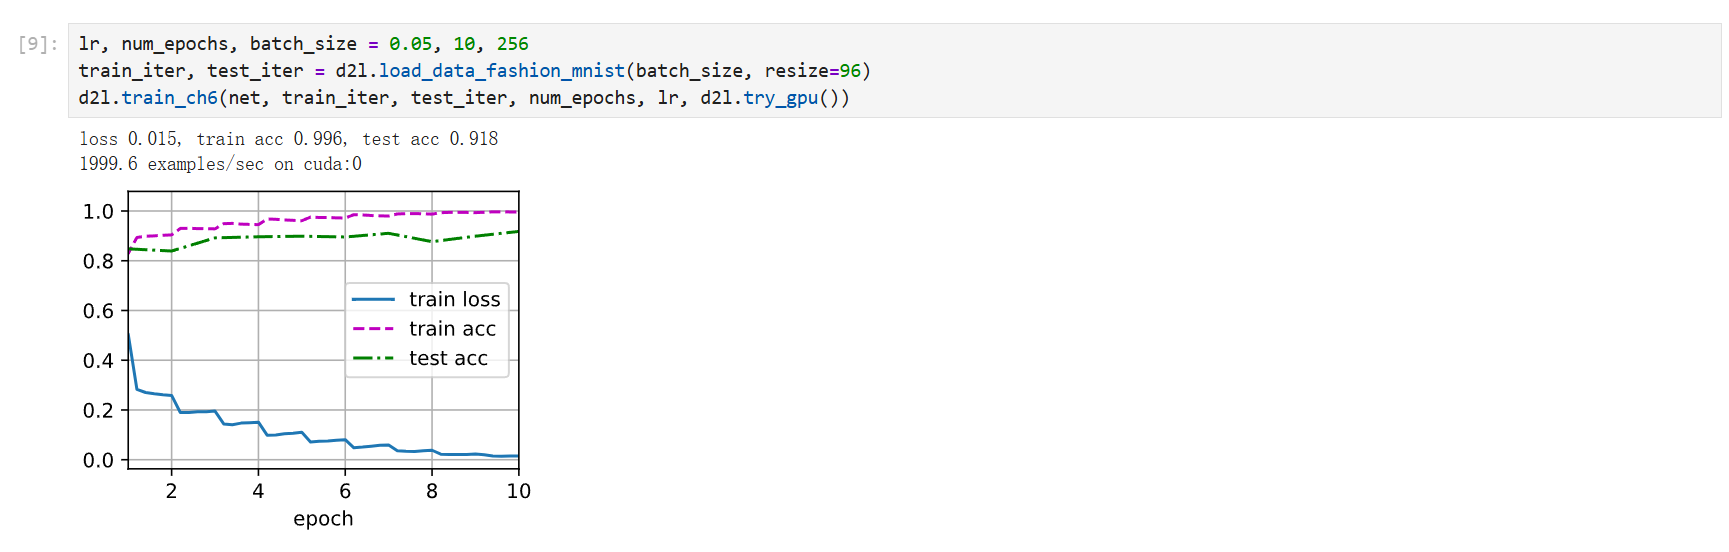 [9]: lr, num_epochs, batch_size = 0.05, 10, 256
train_iter, test_iter = d2l.load_data_fashion_mnist(batch_size, resize=96)
d2l.train_ch6(net, train_iter, test_iter, num_epochs, lr, d2l.try_gpu())
loss 0.015, train acc 0.996, test acc 0.918
1999.6 examples/sec on cuda:0
1.0
0.8
0.6
0.4
0.2
0.0
train loss
train acc
test acc
2 4 6 8 10
epoch